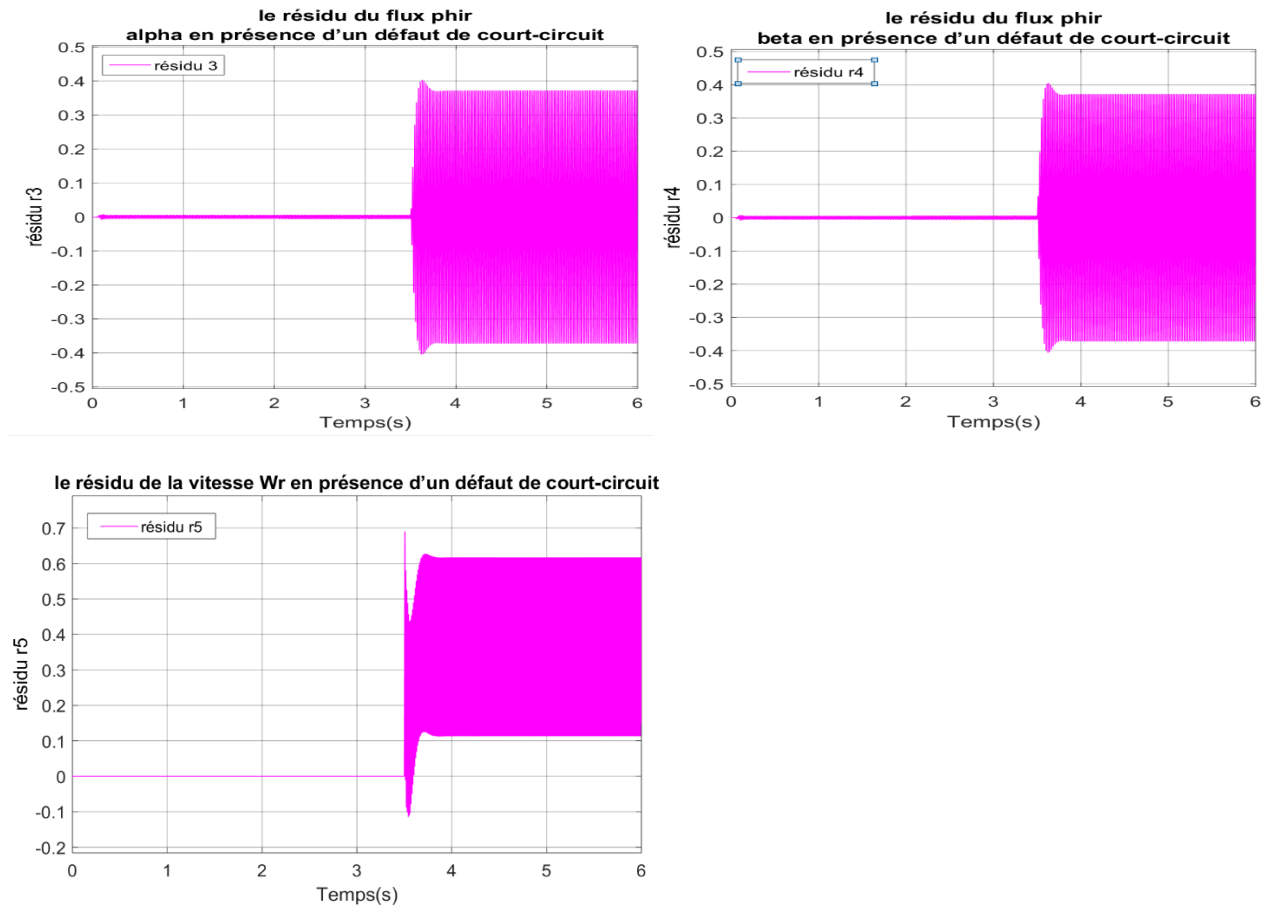 le résidu du flux phir
alpha en présence d'un défaut de court-circuit
résidu 3
0.5
0.4
0.3
0.2
0.1
0
-0.1
-0.2
-0.3
-0.4
-0.5
résidu r3
0 1 2 3 4 5 6
Temps(s)
le résidu du flux phir
beta en présence d'un défaut de court-circuit
résidu r4
0.5
0.4
0.3
0.2
0.1
0
-0.1
-0.2
-0.3
-0.4
-0.5
résidu r4
0 1 2 3 4 5 6
Temps(s)
le résidu de la vitesse Wr en présence d'un défaut de court-circuit
résidu r5
0.7
0.6
0.5
0.4
0.3
0.2
0.1
0
-0.1
-0.2
résidu r5
0 1 2 3 4 5 6
Temps(s)